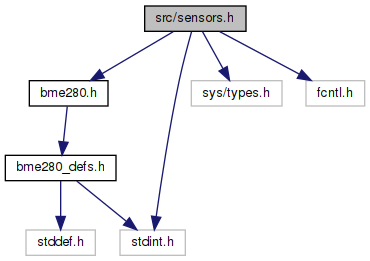 src/sensors.h
bme280.h
sys/types.h
fcntl.h
bme280_defs.h
stddef.h
stdint.h